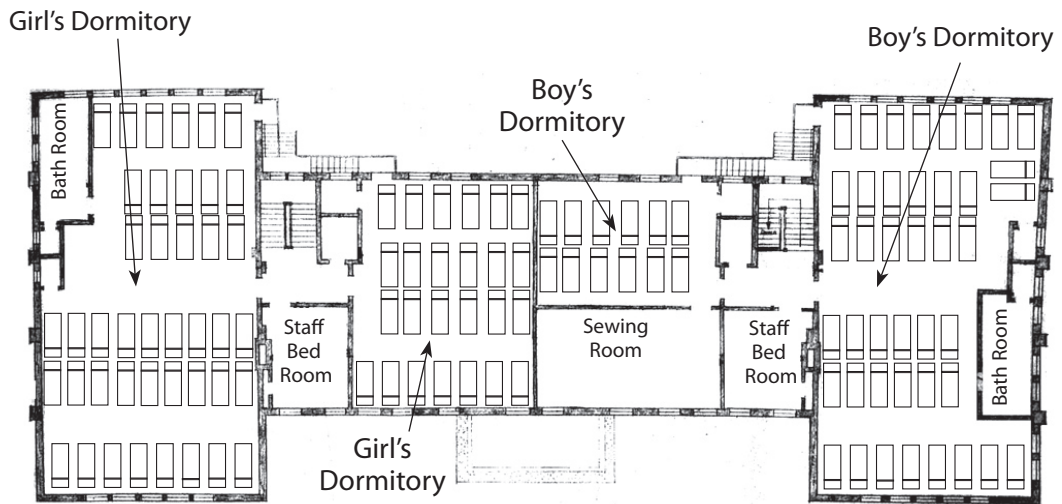 Girl's Dormitory
Boy's Dormitory
Boy's
Dormitory
Bath Room
Staff
Bed
Room
Sewing
Room
Staff
Bed
Room
Bath Room
Girl's
Dormitory